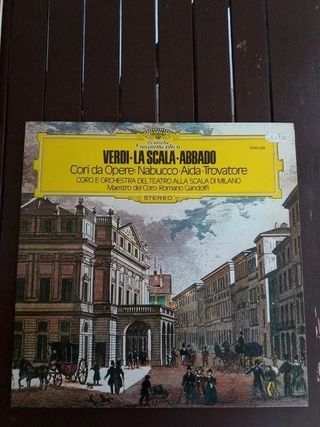 Deutsche
Grammophon
VERDI·LA SCALA·ABBADO
Cori da Opere: Nabucco·Aida·Trovatore
CORO E ORCHESTRA DEL TEATRO ALLA SCALA DI MILANO
Maestro del Coro: Romano Gandolfi
STEREO